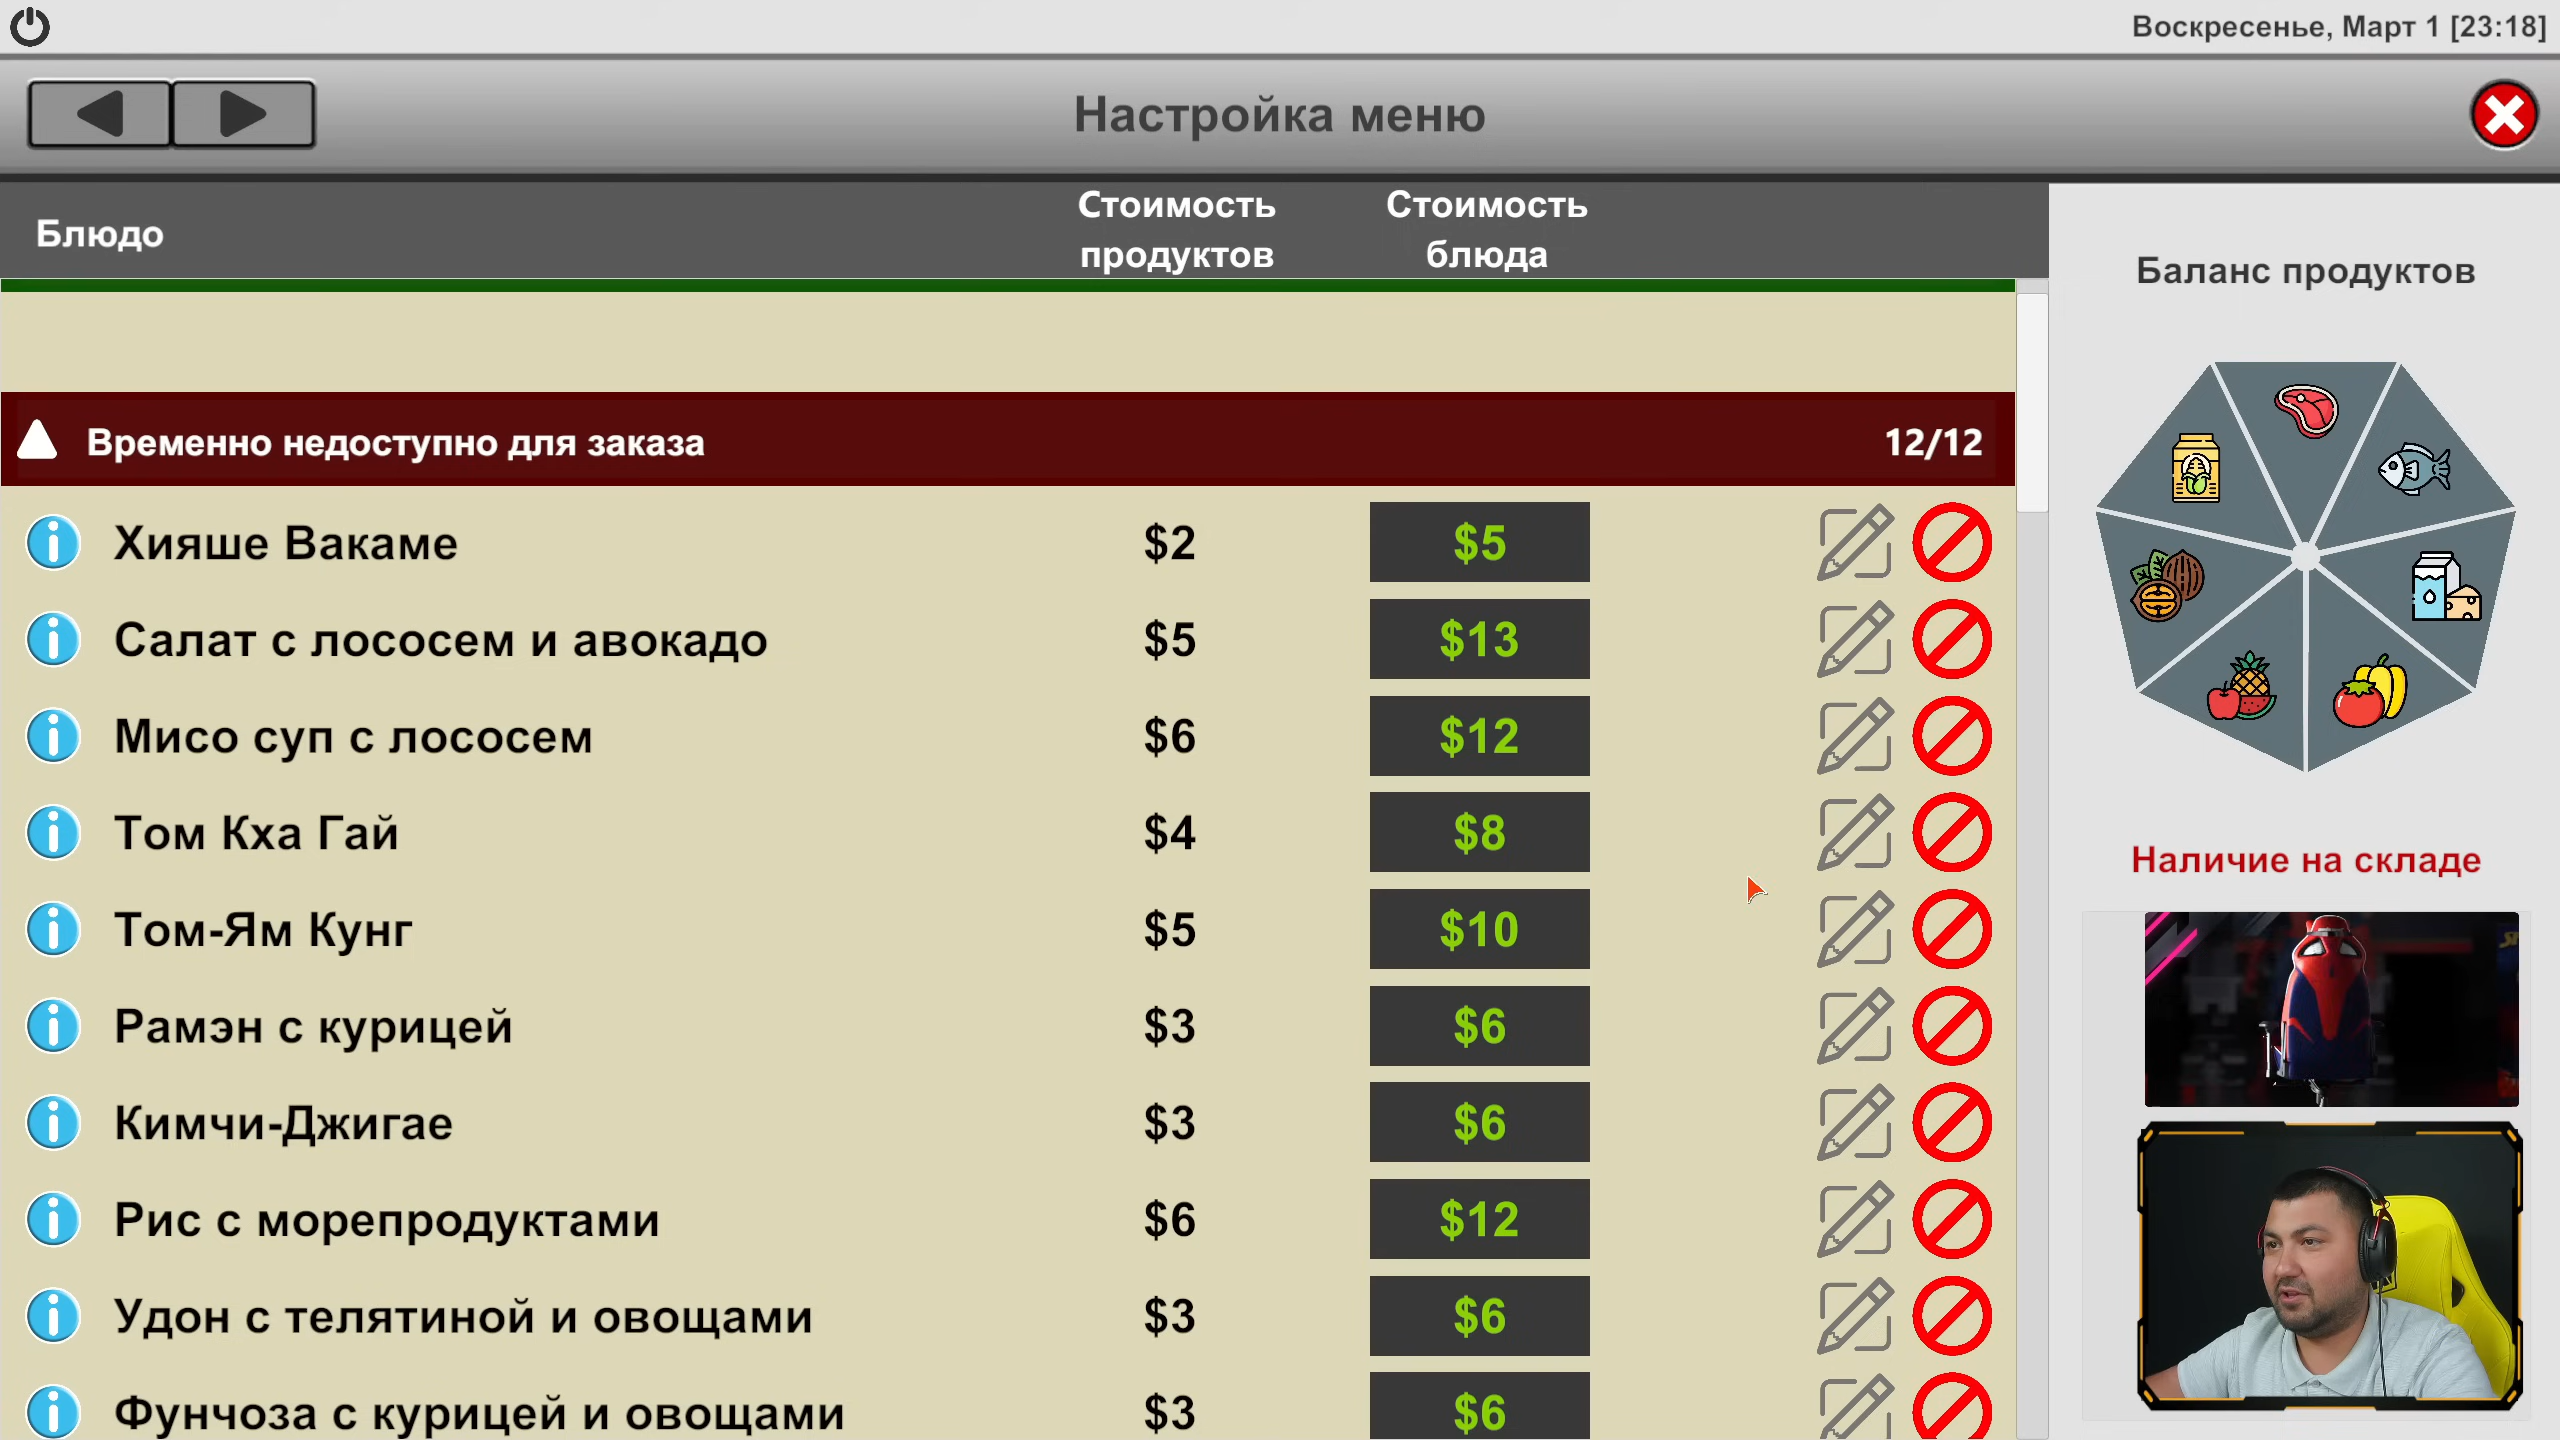 Воскресенье, Март 1 [23:18]
Настройка меню
Блюдо
Стоимость продуктов
Стоимость блюда
Баланс продуктов
Временно недоступно для заказа 12/12
Хияше Вакаме $2 $5
Салат с лососем и авокадо $5 $13
Мисо суп с лососем $6 $12
Том Кха Гай $4 $8
Том-Ям Кунг $5 $10
Рамэн с курицей $3 $6
Кимчи-Джигае $3 $6
Рис с морепродуктами $6 $12
Удон с телятиной и овощами $3 $6
Фунчоза с курицей и овощами $3 $6
Наличие на складе